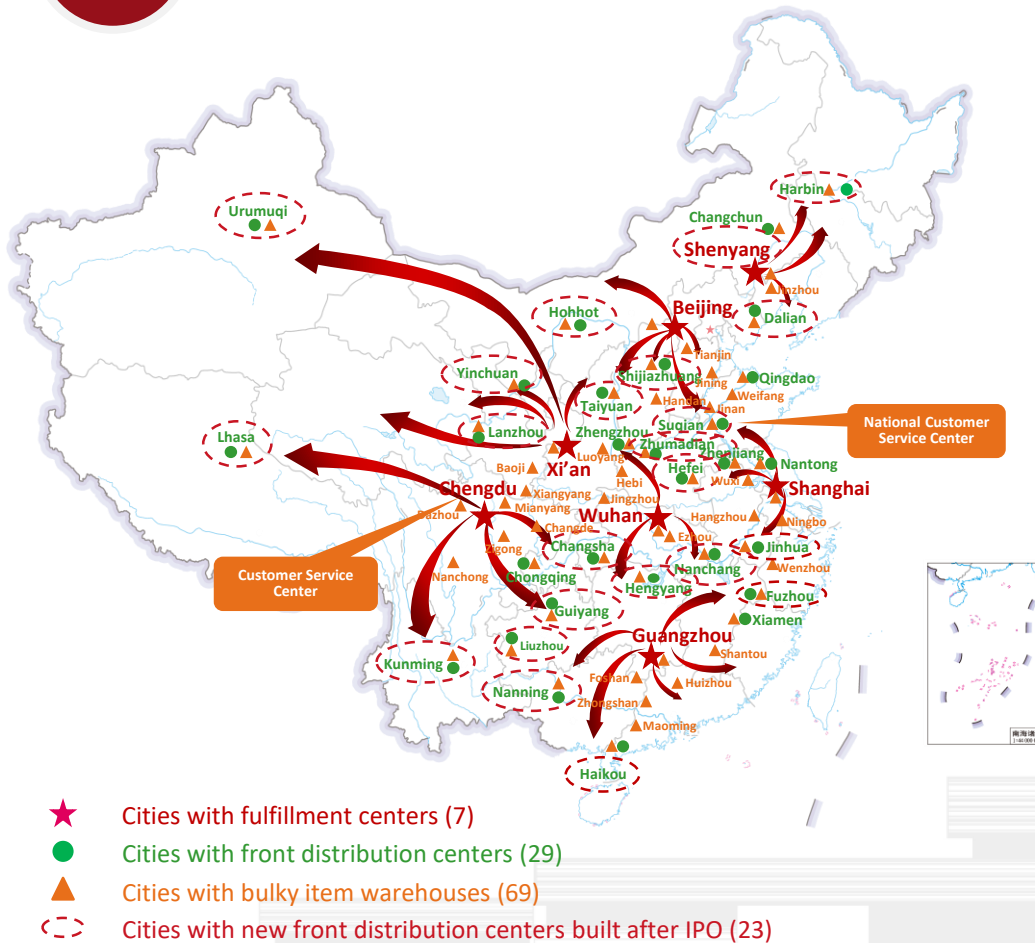 Harbin
Urumuqi
Changchun
Shenyang
Jinzhou
Beijing
Hohhot
Dalian
Tianjin
Yinchuan
Shijiazhuang
Jining
Qingdao
Taiyuan
Handan
Weifang
Jinan
Lhasa
Lanzhou
Zhengzhou
Suqian
National Customer
Service Center
Zhumadian
Luoyang
Zhenjiang
Nantong
Baoji
Xi'an
Hefei
Hebi
Wuxi
Shanghai
Chengdu
Xiangyang
Jingzhou
Mianyang
Wuhan
Hangzhou
Ningbo
Changde
Ezhou
Zigong
Changsha
Jinhua
Customer Service
Center
Nanchong
Chongqing
Nanchang
Wenzhou
Hengyang
Fuzhou
Guiyang
Xiamen
Guangzhou
Liuzhou
Shantou
Kunming
Foshan
Huizhou
Nanning
Zhongshan
Maoming
Haikou
Cities with fulfillment centers (7)
Cities with front distribution centers (29)
Cities with bulky item warehouses (69)
Cities with new front distribution centers built after IPO (23)